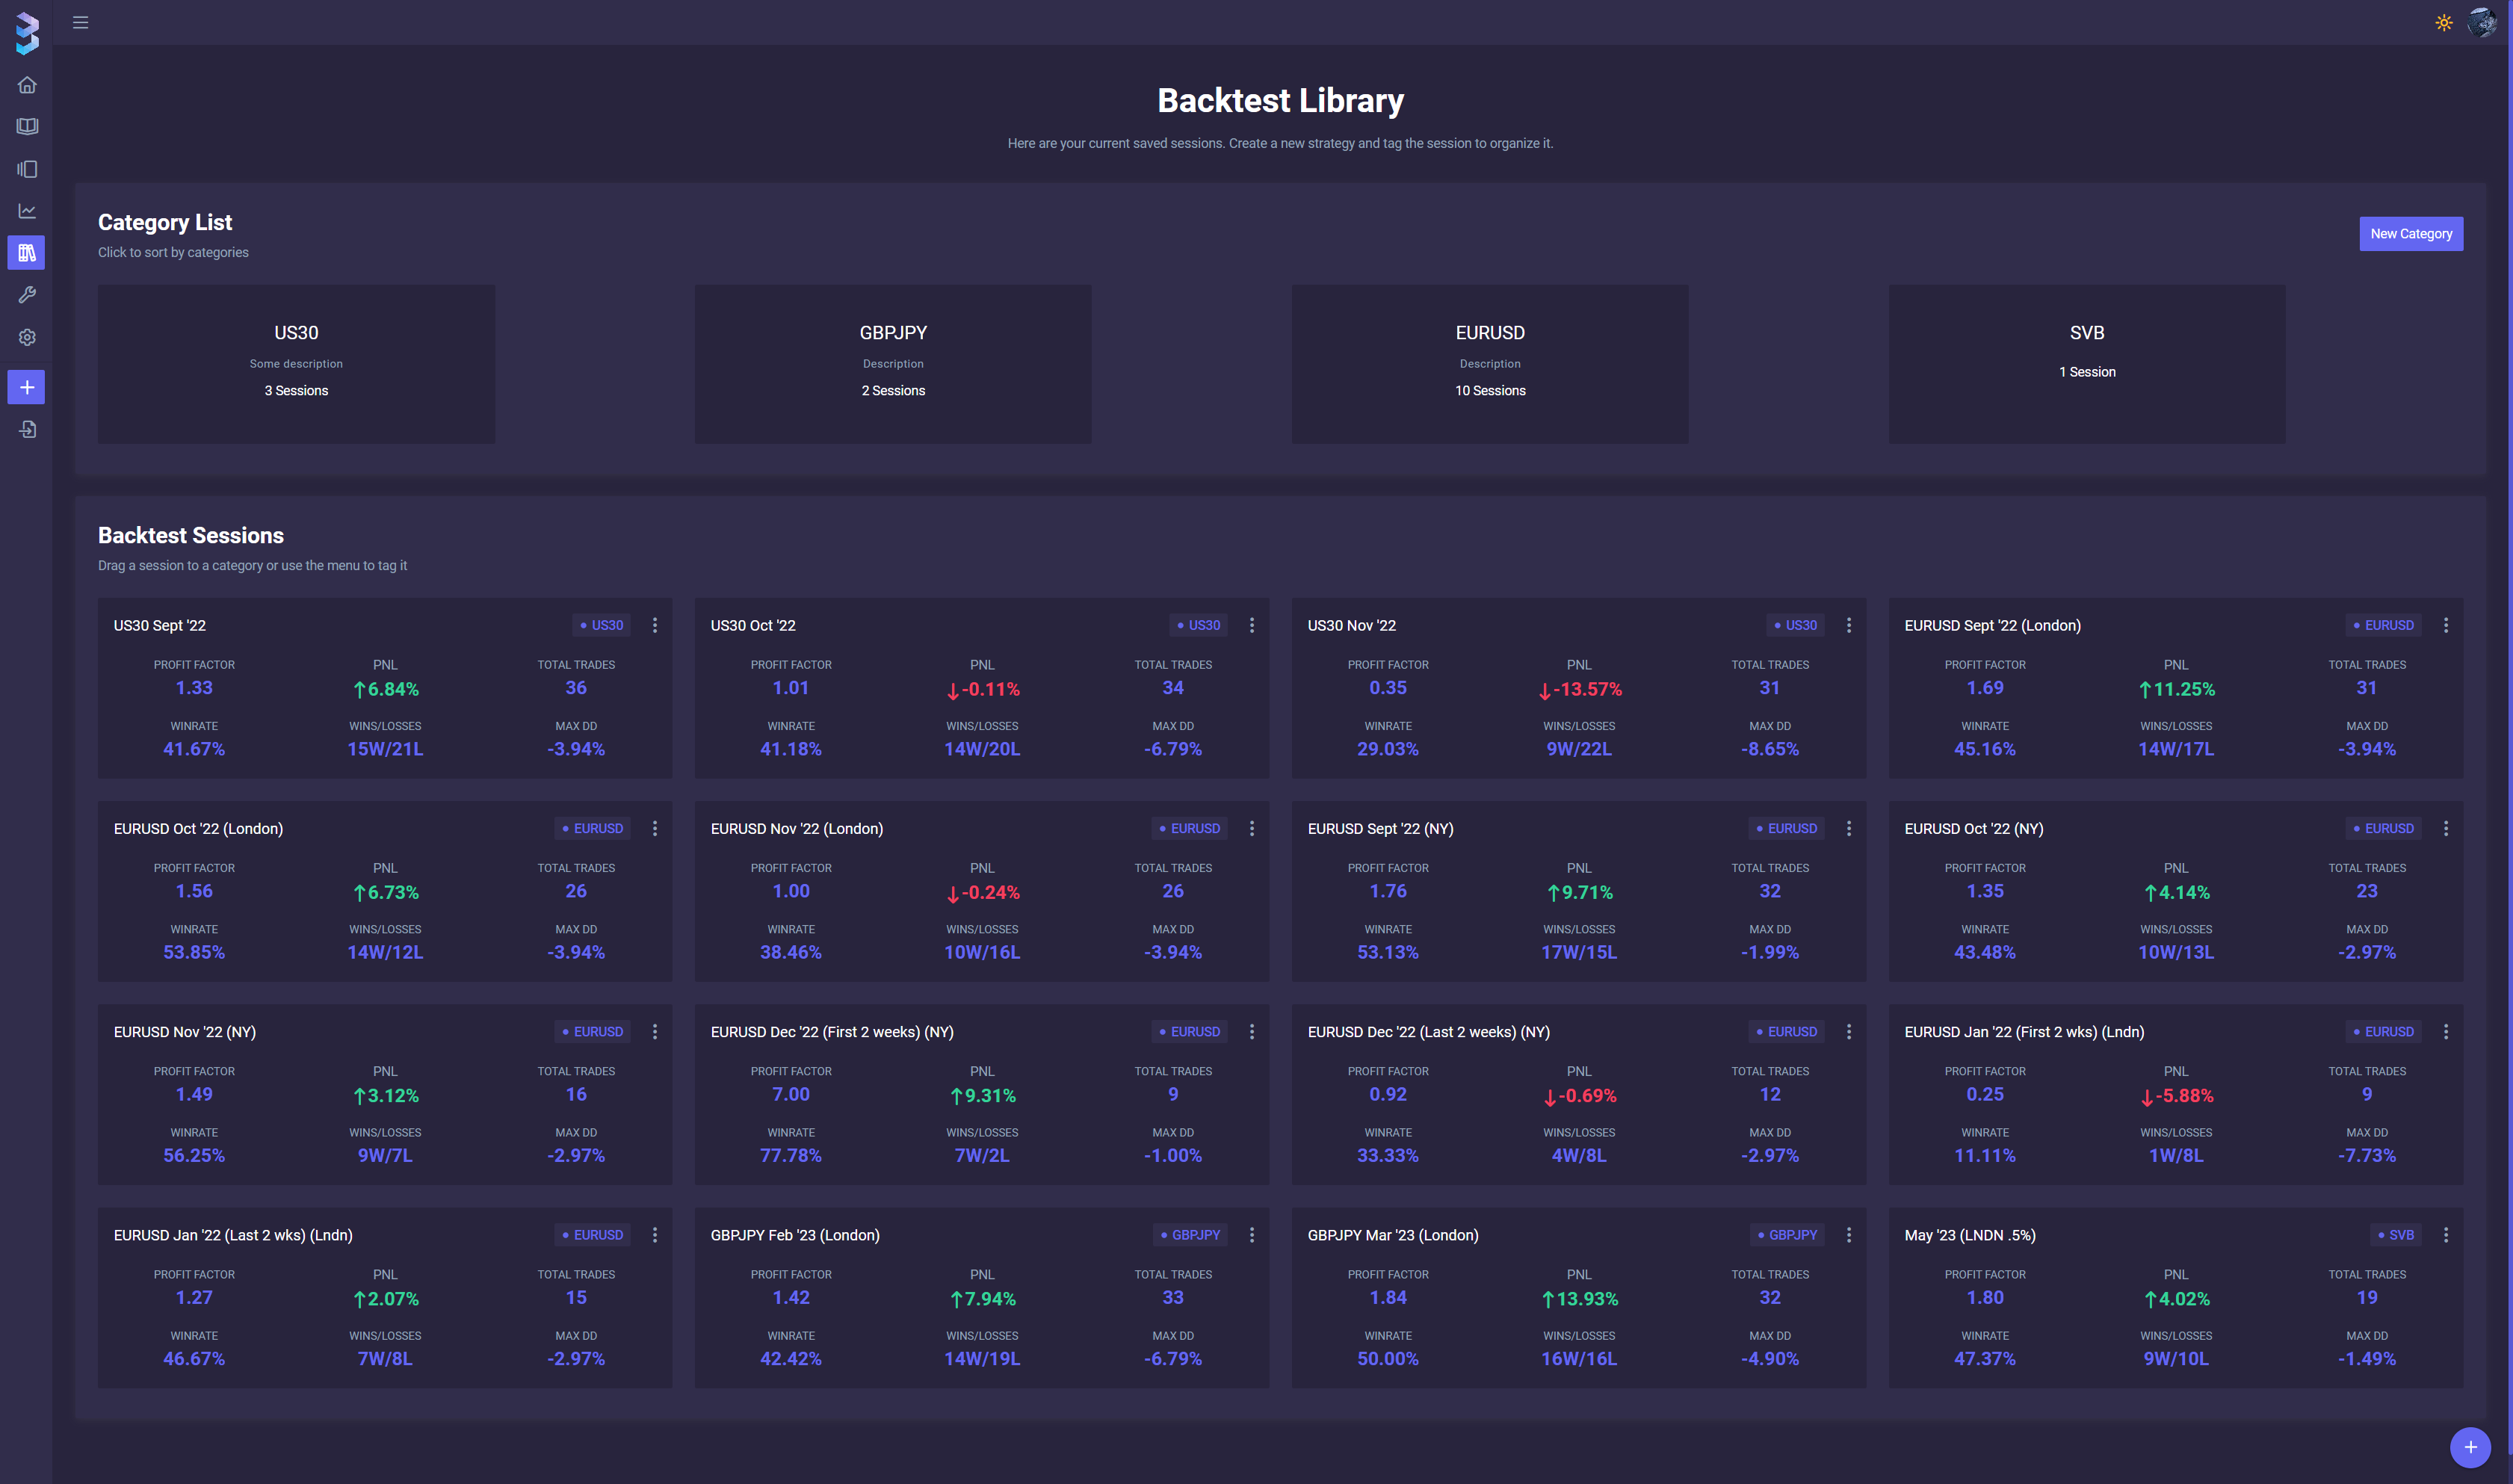 Backtest Library
Here are your current saved sessions. Create a new strategy and tag the session to organize it.
Category List
Click to sort by categories
New Category
US30
Some description
3 Sessions
GBPJPY
Description
2 Sessions
EURUSD
Description
10 Sessions
SVB
1 Session
Backtest Sessions
Drag a session to a category or use the menu to tag it
US30 Sept '22 US30
PROFIT FACTOR PNL TOTAL TRADES
1.33 ↑6.84% 36
WINRATE WINS/LOSSES MAX DD
41.67% 15W/21L -3.94%
US30 Oct '22 US30
PROFIT FACTOR PNL TOTAL TRADES
1.01 ↓-0.11% 34
WINRATE WINS/LOSSES MAX DD
41.18% 14W/20L -6.79%
US30 Nov '22 US30
PROFIT FACTOR PNL TOTAL TRADES
0.35 ↓-13.57% 31
WINRATE WINS/LOSSES MAX DD
29.03% 9W/22L -8.65%
EURUSD Sept '22 (London) EURUSD
PROFIT FACTOR PNL TOTAL TRADES
1.69 ↑11.25% 31
WINRATE WINS/LOSSES MAX DD
45.16% 14W/17L -3.94%
EURUSD Oct '22 (London) EURUSD
PROFIT FACTOR PNL TOTAL TRADES
1.56 ↑6.73% 26
WINRATE WINS/LOSSES MAX DD
53.85% 14W/12L -3.94%
EURUSD Nov '22 (London) EURUSD
PROFIT FACTOR PNL TOTAL TRADES
1.00 ↓-0.24% 26
WINRATE WINS/LOSSES MAX DD
38.46% 10W/16L -3.94%
EURUSD Sept '22 (NY) EURUSD
PROFIT FACTOR PNL TOTAL TRADES
1.76 ↑9.71% 32
WINRATE WINS/LOSSES MAX DD
53.13% 17W/15L -1.99%
EURUSD Oct '22 (NY) EURUSD
PROFIT FACTOR PNL TOTAL TRADES
1.35 ↑4.14% 23
WINRATE WINS/LOSSES MAX DD
43.48% 10W/13L -2.97%
EURUSD Nov '22 (NY) EURUSD
PROFIT FACTOR PNL TOTAL TRADES
1.49 ↑3.12% 16
WINRATE WINS/LOSSES MAX DD
56.25% 9W/7L -2.97%
EURUSD Dec '22 (First 2 weeks) (NY) EURUSD
PROFIT FACTOR PNL TOTAL TRADES
7.00 ↑9.31% 9
WINRATE WINS/LOSSES MAX DD
77.78% 7W/2L -1.00%
EURUSD Dec '22 (Last 2 weeks) (NY) EURUSD
PROFIT FACTOR PNL TOTAL TRADES
0.92 ↓-0.69% 12
WINRATE WINS/LOSSES MAX DD
33.33% 4W/8L -2.97%
EURUSD Jan '22 (First 2 wks) (Lndn) EURUSD
PROFIT FACTOR PNL TOTAL TRADES
0.25 ↓-5.88% 9
WINRATE WINS/LOSSES MAX DD
11.11% 1W/8L -7.73%
EURUSD Jan '22 (Last 2 wks) (Lndn) EURUSD
PROFIT FACTOR PNL TOTAL TRADES
1.27 ↑2.07% 15
WINRATE WINS/LOSSES MAX DD
46.67% 7W/8L -2.97%
GBPJPY Feb '23 (London) GBPJPY
PROFIT FACTOR PNL TOTAL TRADES
1.42 ↑7.94% 33
WINRATE WINS/LOSSES MAX DD
42.42% 14W/19L -6.79%
GBPJPY Mar '23 (London) GBPJPY
PROFIT FACTOR PNL TOTAL TRADES
1.84 ↑13.93% 32
WINRATE WINS/LOSSES MAX DD
50.00% 16W/16L -4.90%
May '23 (LNDN .5%) SVB
PROFIT FACTOR PNL TOTAL TRADES
1.80 ↑4.02% 19
WINRATE WINS/LOSSES MAX DD
47.37% 9W/10L -1.49%